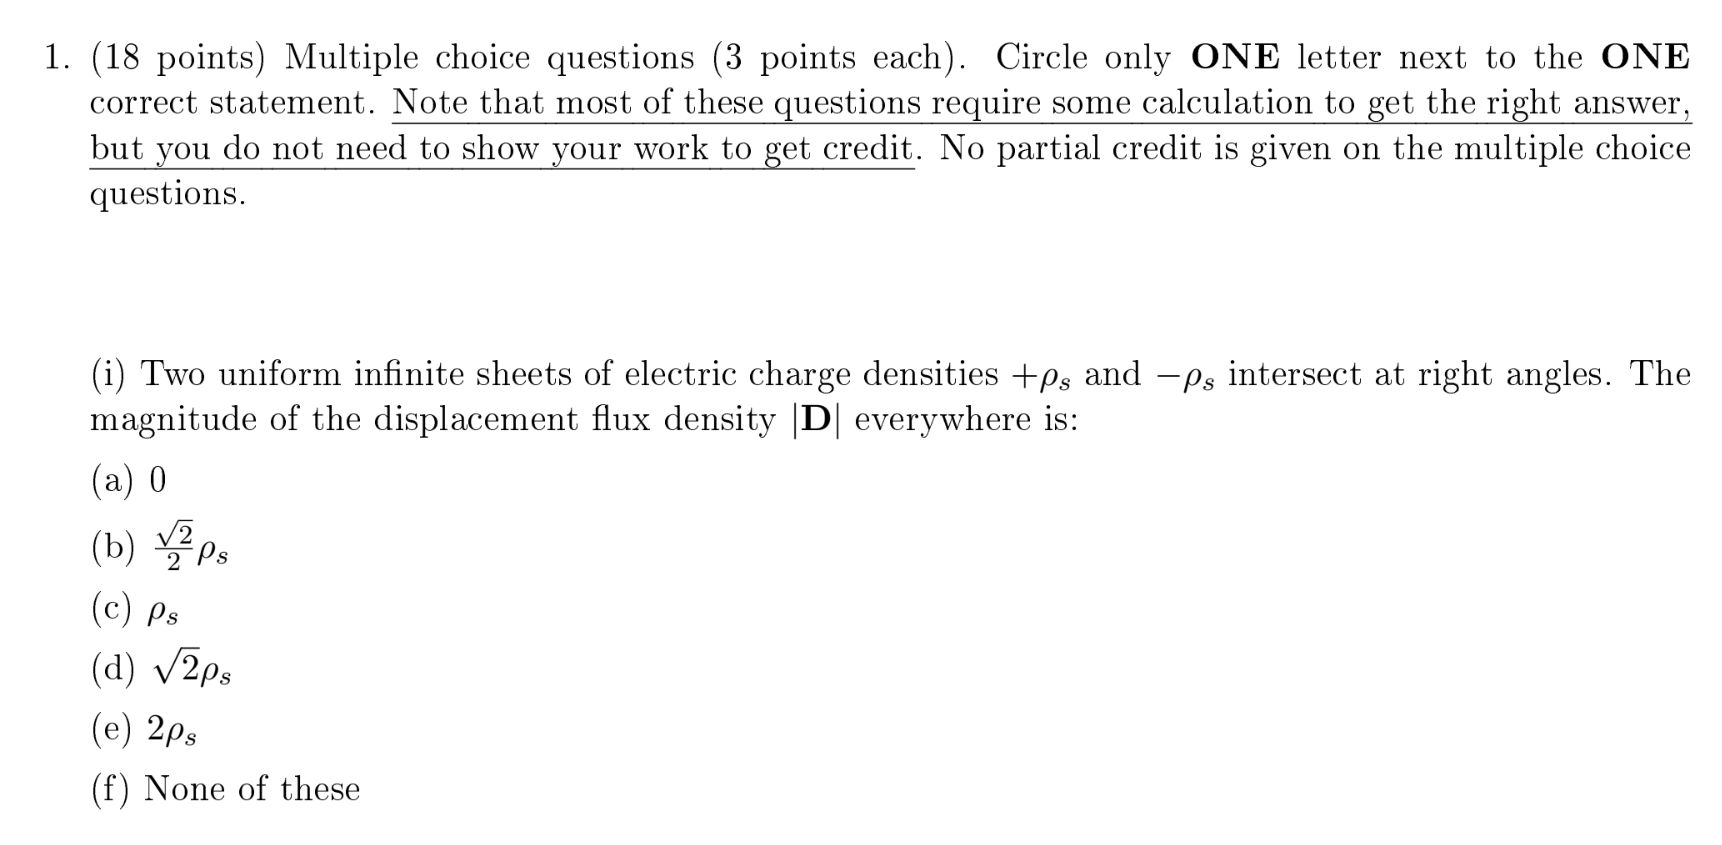 1. (18 points) Multiple choice questions (3 points each). Circle only ONE letter next to the ONE
correct statement. Note that most of these questions require some calculation to get the right answer,
but you do not need to show your work to get credit. No partial credit is given on the multiple choice
questions.
(i) Two uniform infinite sheets of electric charge densities +ρₛ and −ρₛ intersect at right angles. The
magnitude of the displacement flux density |D| everywhere is:
(a) 0
(b) √2/2 ρₛ
(c) ρₛ
(d) √2ρₛ
(e) 2ρₛ
(f) None of these